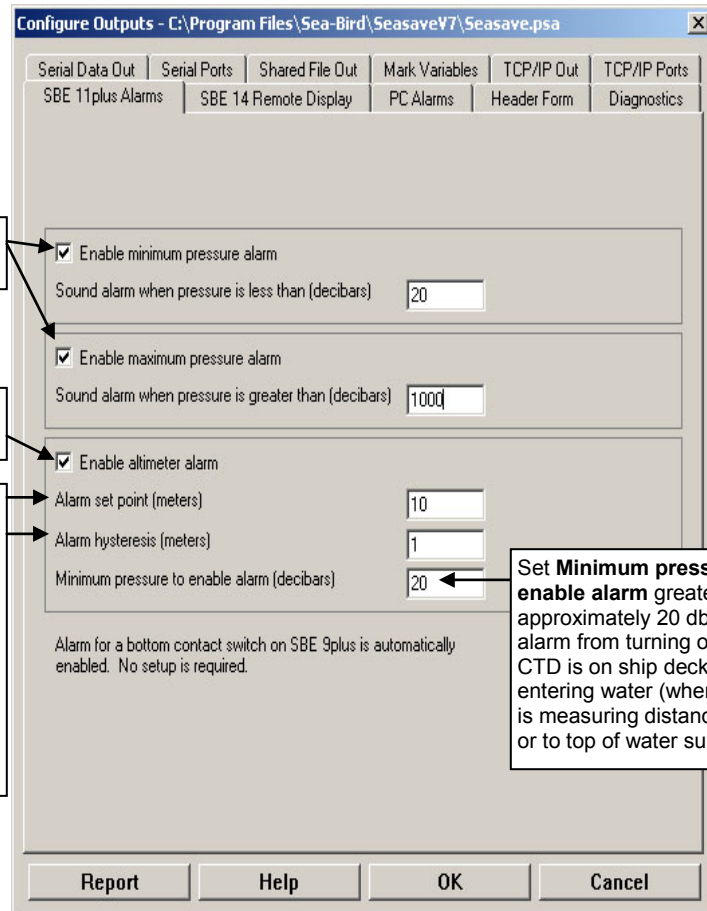 Configure Outputs - C:\Program Files\Sea-Bird\SeasaveV7\Seasave.psa
Serial Data Out Serial Ports Shared File Out Mark Variables TCP/IP Out TCP/IP Ports
SBE 11plus Alarms SBE 14 Remote Display PC Alarms Header Form Diagnostics
Enable minimum pressure alarm
Sound alarm when pressure is less than (decibars) 20
Enable maximum pressure alarm
Sound alarm when pressure is greater than (decibars) 1000
Enable altimeter alarm
Alarm set point (meters) 10
Alarm hysteresis (meters) 1
Minimum pressure to enable alarm (decibars) 20
Alarm for a bottom contact switch on SBE 9plus is automatically
enabled. No setup is required.
Set Minimum
enable alarm
approximately 20
alarm from turning
CTD is on ship deck
entering water
is measuring
or to top of water
Report Help OK Cancel